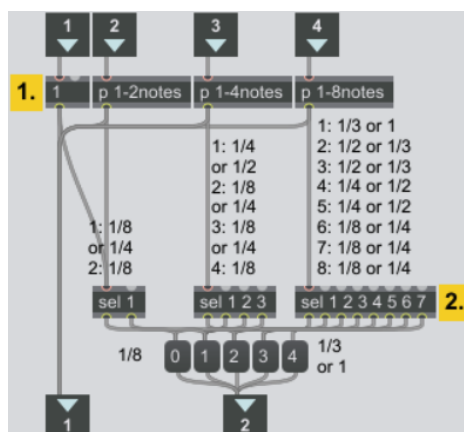 1 2 3 4
1. 1 p 1-2notes p 1-4notes p 1-8notes
1: 1/8
or 1/4
2: 1/8
1: 1/4
or 1/2
2: 1/8
or 1/4
3: 1/8
or 1/4
4: 1/8
1: 1/3 or 1
2: 1/2 or 1/3
3: 1/2 or 1/3
4: 1/4 or 1/2
5: 1/4 or 1/2
6: 1/8 or 1/4
7: 1/8 or 1/4
8: 1/8 or 1/4
sel 1 sel 1 2 3 sel 1 2 3 4 5 6 7 2.
1/8 0 1 2 3 4 1/3
or 1
1 2